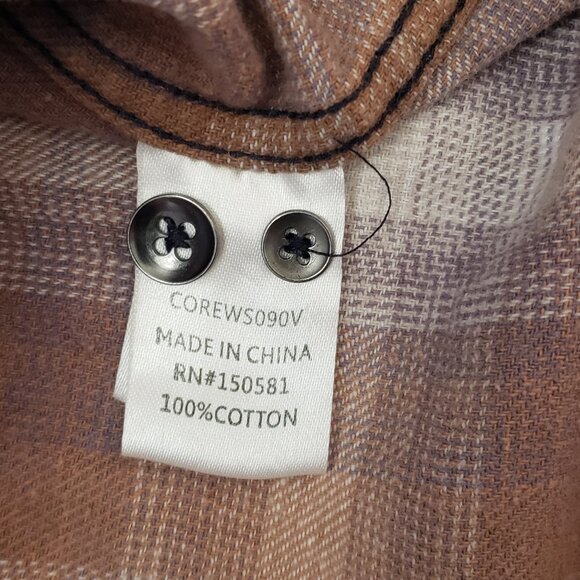 COREWS090V
MADE IN CHINA
RN#150581
100%COTTON